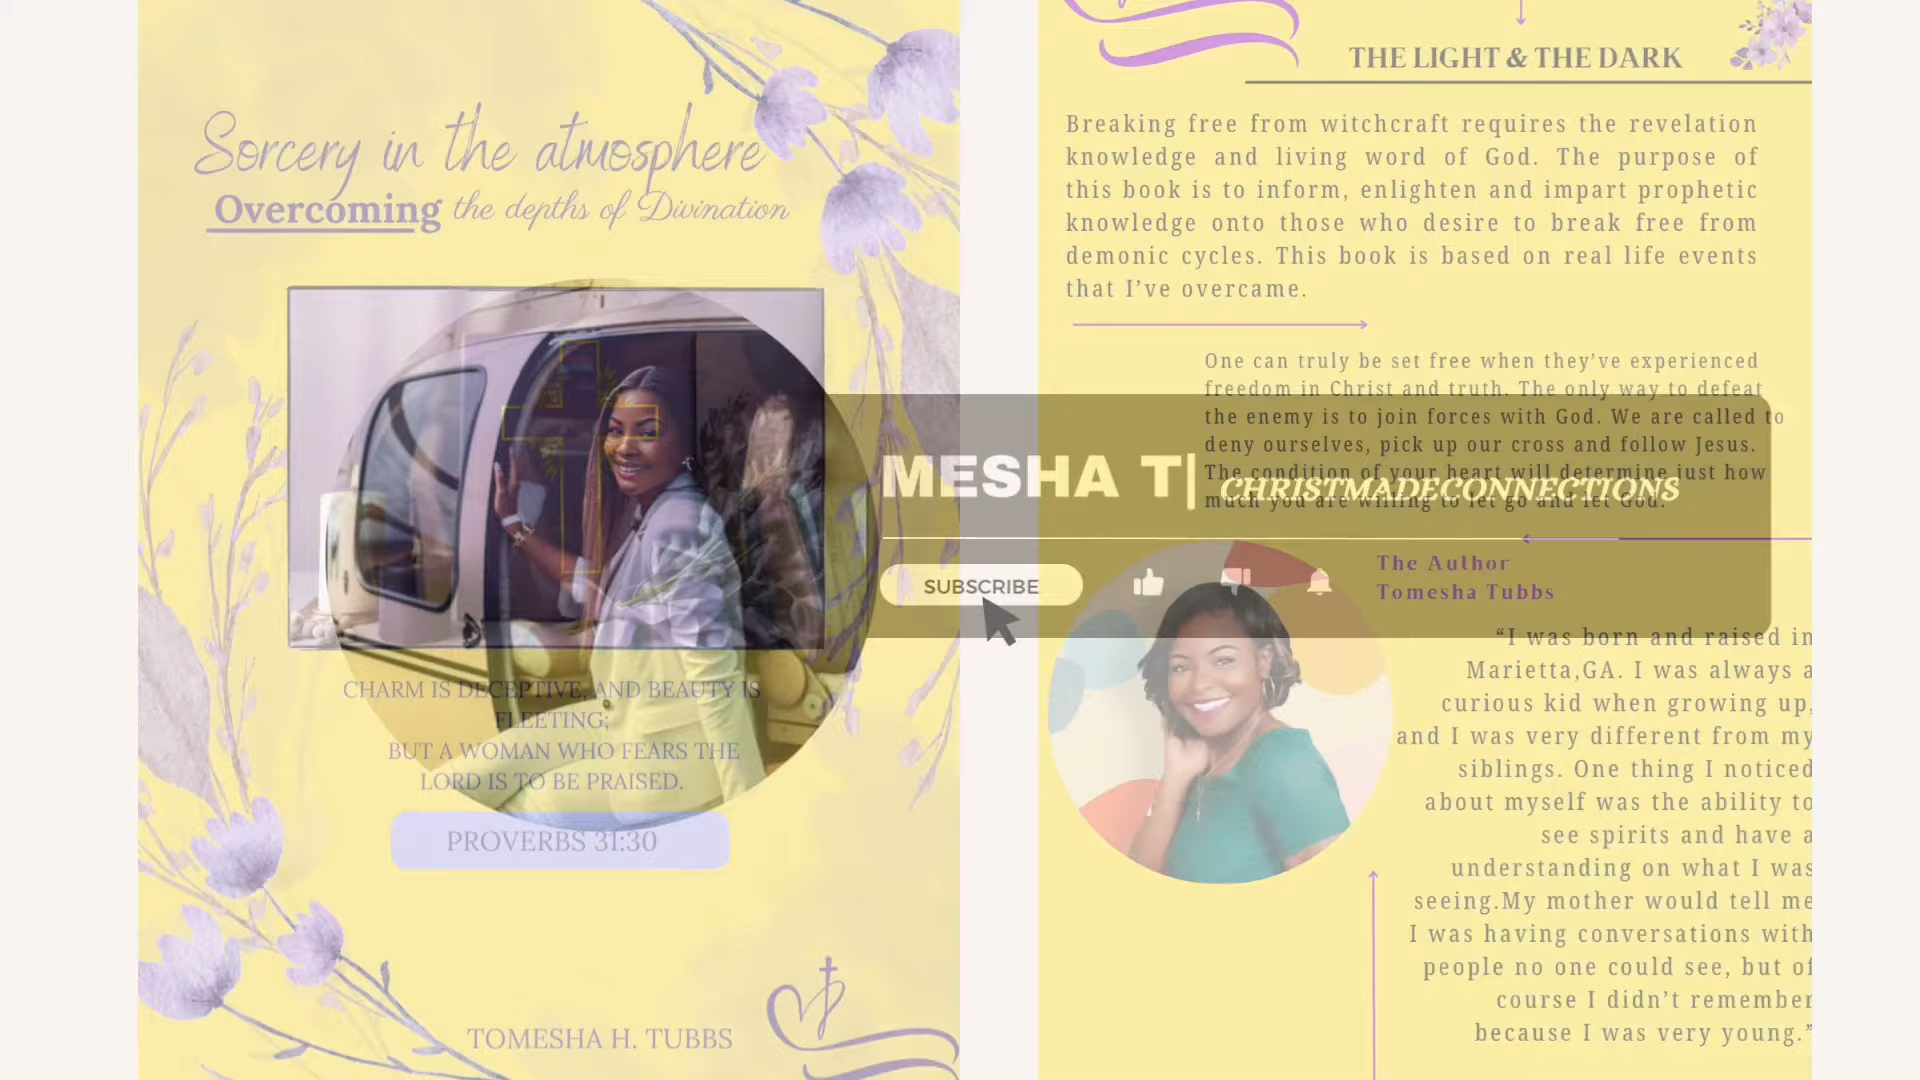 Sorcery in the atmosphere
Overcoming the depths of Divination
CHARM IS DECEPTIVE, AND BEAUTY IS
FLEETING;
BUT A WOMAN WHO FEARS THE
LORD IS TO BE PRAISED.
PROVERBS 31:30
TOMESHA H. TUBBS
THE LIGHT & THE DARK
Breaking free from witchcraft requires the revelation
knowledge and living word of God. The purpose of
this book is to inform, enlighten and impart prophetic
knowledge onto those who desire to break free from
demonic cycles. This book is based on real life events
that I’ve overcame.
One can truly be set free when they’ve experienced
freedom in Christ and truth. The only way to defeat
the enemy is to join forces with God. We are called to
deny ourselves, pick up our cross and follow Jesus.
The condition of your heart will determine just how
much you are willing to let go and let God.
MESHA T| CHRISTMADECONNECTIONS
SUBSCRIBE
The Author
Tomesha Tubbs
“I was born and raised in
Marietta,GA. I was always a
curious kid when growing up,
and I was very different from my
siblings. One thing I noticed
about myself was the ability to
see spirits and have a
understanding on what I was
seeing.My mother would tell me
I was having conversations with
people no one could see, but of
course I didn’t remember
because I was very young.”